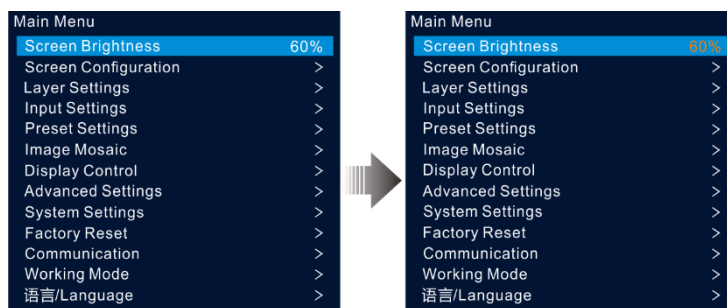 Main Menu
Screen Brightness 60%
Screen Configuration >
Layer Settings >
Input Settings >
Preset Settings >
Image Mosaic >
Display Control >
Advanced Settings >
System Settings >
Factory Reset >
Communication >
Working Mode >
语言/Language >
Main Menu
Screen Brightness 60%
Screen Configuration >
Layer Settings >
Input Settings >
Preset Settings >
Image Mosaic >
Display Control >
Advanced Settings >
System Settings >
Factory Reset >
Communication >
Working Mode >
语言/Language >